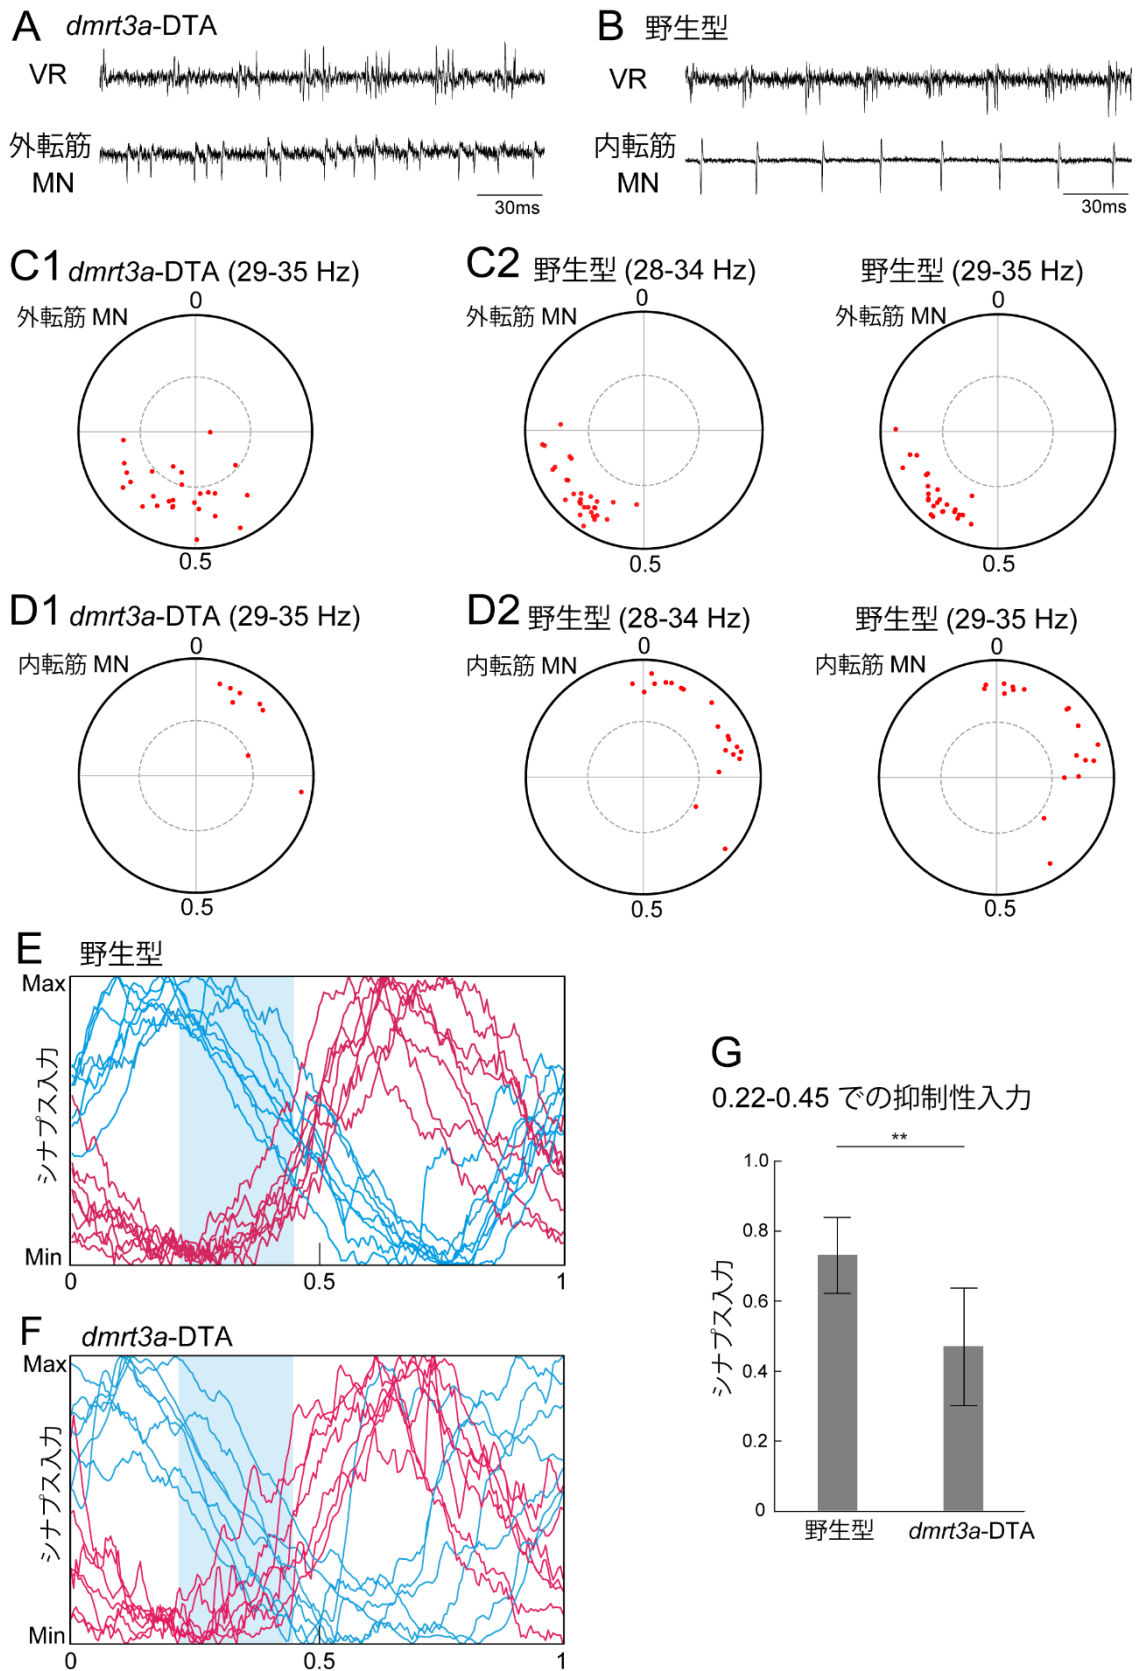 A dmrt3a-DTA
VR
外転筋
MN
30ms
B 野生型
VR
内転筋
MN
30ms
C1 dmrt3a-DTA (29-35 Hz)
外転筋 MN
0
0.5
C2 野生型 (28-34 Hz)
外転筋 MN
0
0.5
野生型 (29-35 Hz)
外転筋 MN
0
0.5
D1 dmrt3a-DTA (29-35 Hz)
内転筋 MN
0
0.5
D2 野生型 (28-34 Hz)
内転筋 MN
0
0.5
野生型 (29-35 Hz)
内転筋 MN
0
0.5
E 野生型
Max
シナプス入力
Min
0 0.5 1
F dmrt3a-DTA
Max
シナプス入力
Min
0 0.5 1
G
0.22-0.45 での抑制性入力
**
1.0
0.8
0.6
0.4
0.2
0
シナプス入力
野生型 dmrt3a-DTA